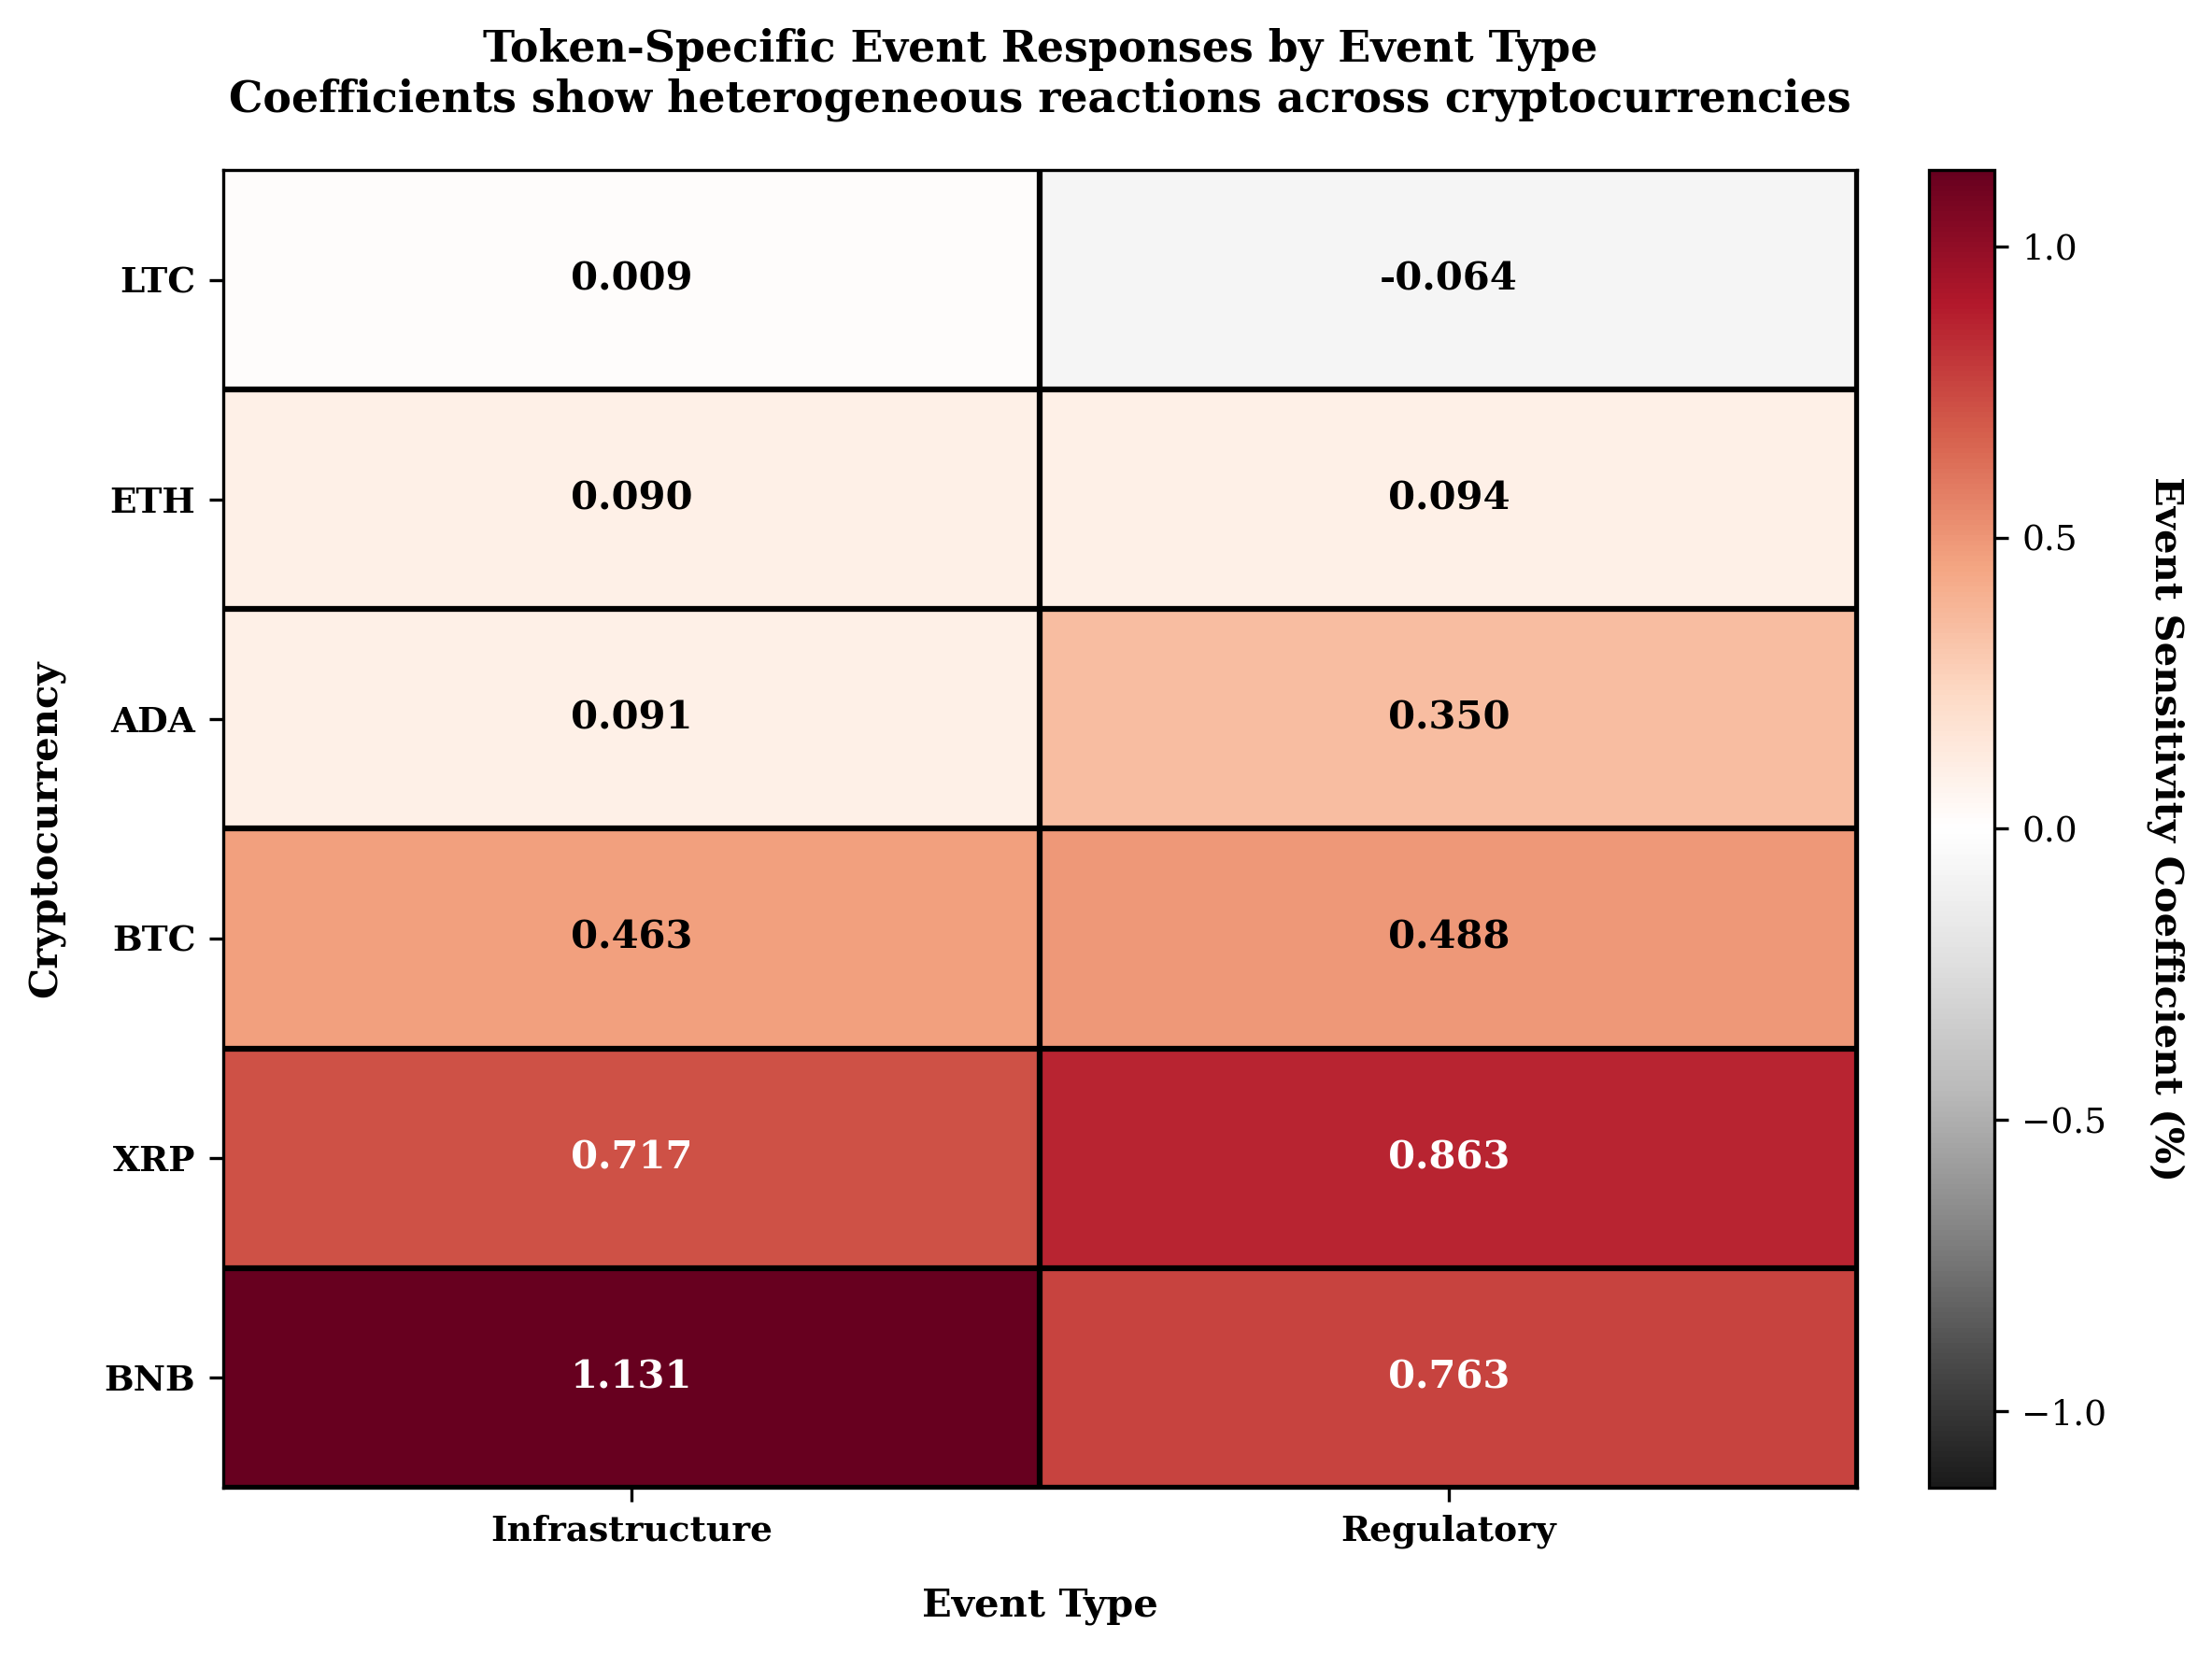 Token-Specific Event Responses by Event Type
Coefficients show heterogeneous reactions across cryptocurrencies
Cryptocurrency
LTC 0.009 -0.064
ETH 0.090 0.094
ADA 0.091 0.350
BTC 0.463 0.488
XRP 0.717 0.863
BNB 1.131 0.763
Infrastructure Regulatory
Event Type
1.0
0.5
0.0
−0.5
−1.0
Event Sensitivity Coefficient (%)